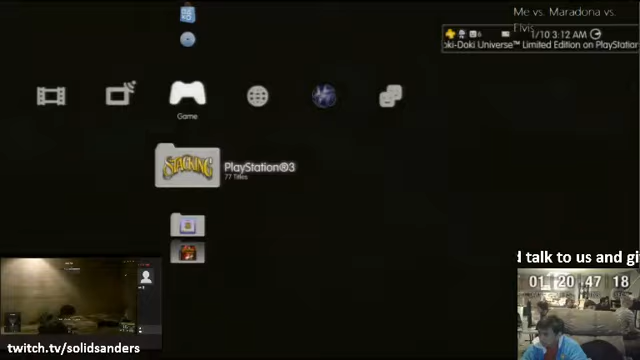 Me vs. Maradona vs.
Elvis
1/10 3:12 AM
oki-Doki Universe™ Limited Edition on PlayStation
Game
STACKING
PlayStation®3
77 Titles
d talk to us and gi
01 20 47 18
twitch.tv/solidsanders